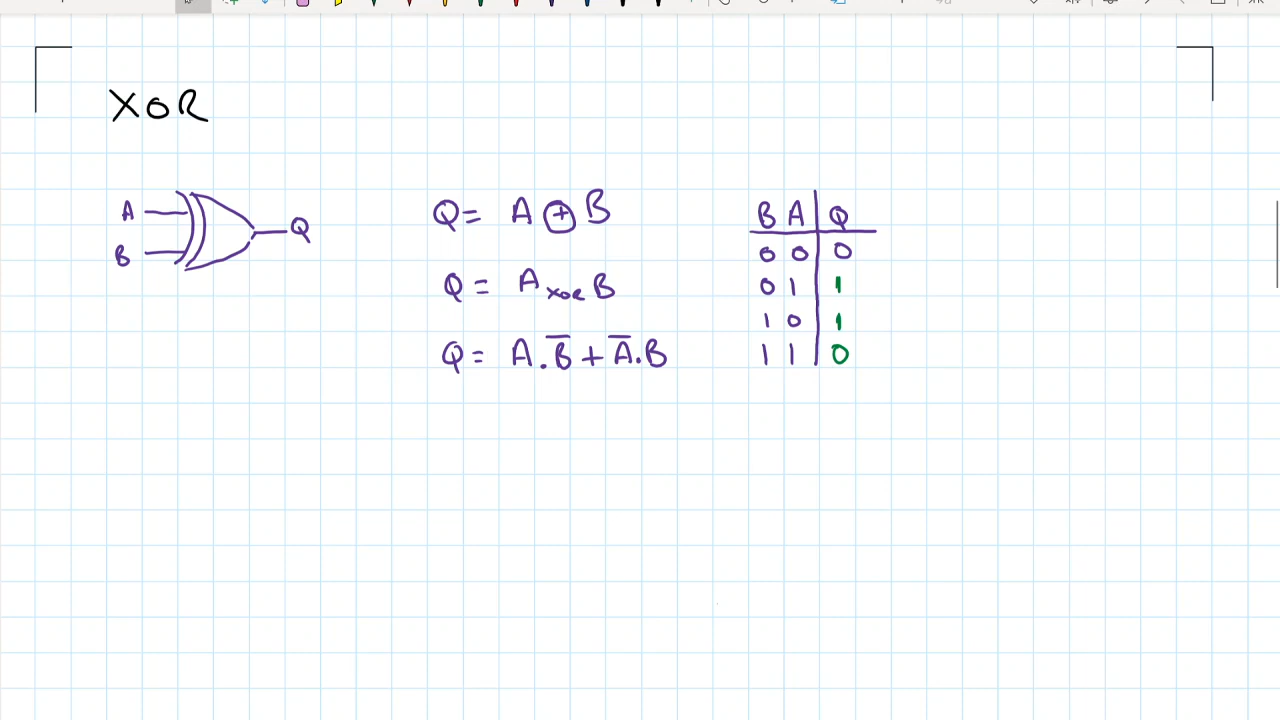 XOR
A
B
Q
Q = A ⊕ B
Q = A XOR B
Q = A . B̅ + A̅ . B
B A Q
0 0 0
0 1 1
1 0 1
1 1 0